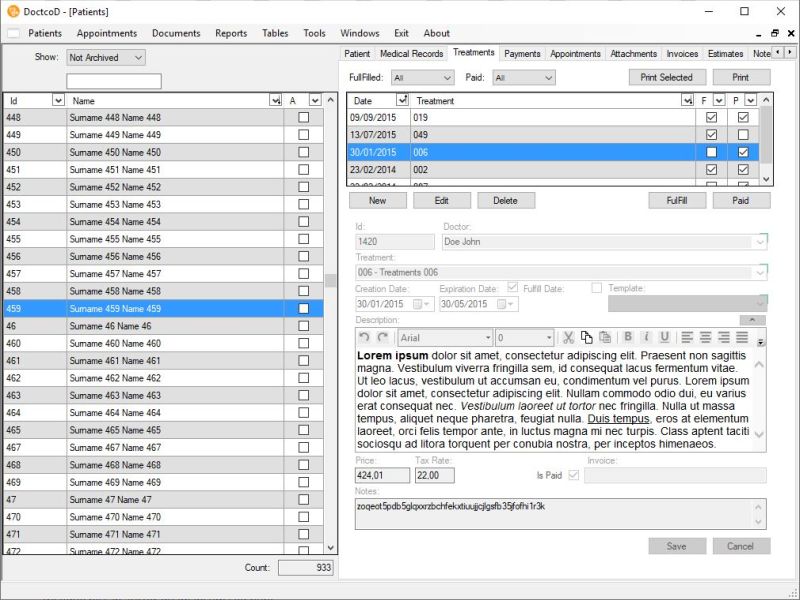 DoctcoD - [Patients]
Patients Appointments Documents Reports Tables Tools Windows Exit About
Show: Not Archived
Id Name A
448 Surname 448 Name 448
449 Surname 449 Name 449
450 Surname 450 Name 450
451 Surname 451 Name 451
452 Surname 452 Name 452
453 Surname 453 Name 453
454 Surname 454 Name 454
455 Surname 455 Name 455
456 Surname 456 Name 456
457 Surname 457 Name 457
458 Surname 458 Name 458
459 Surname 459 Name 459
46 Surname 46 Name 46
460 Surname 460 Name 460
461 Surname 461 Name 461
462 Surname 462 Name 462
463 Surname 463 Name 463
464 Surname 464 Name 464
465 Surname 465 Name 465
467 Surname 467 Name 467
468 Surname 468 Name 468
469 Surname 469 Name 469
47 Surname 47 Name 47
470 Surname 470 Name 470
471 Surname 471 Name 471
472 Surname 472 Name 472
Count: 933
Patient Medical Records Treatments Payments Appointments Attachments Invoices Estimates Note
FullFilled: All Paid: All Print Selected Print
Date Treatment F P
09/09/2015 019
13/07/2015 049
30/01/2015 006
23/02/2014 002
New Edit Delete FulFill Paid
Id: Doctor:
1420 Doe John
Treatment:
006 - Treatments 006
Creation Date: Expiration Date: Fulfill Date: Template:
30/01/2015 30/05/2015
Description:
Arial 0 B i U
Lorem ipsum dolor sit amet, consectetur adipiscing elit. Praesent non sagittis
magna. Vestibulum viverra fringilla sem, id consequat lacus fermentum vitae.
Ut leo lacus, vestibulum ut accumsan eu, condimentum vel purus. Lorem ipsum
dolor sit amet, consectetur adipiscing elit. Nullam commodo odio dui, eu varius
erat consequat nec. Vestibulum laoreet ut tortor nec fringilla. Nulla ut massa
tempus, aliquet neque pharetra, feugiat nulla. Duis tempus, eros at elementum
laoreet, orci felis tempor ante, in luctus magna mi nec turpis. Class aptent taciti
sociosqu ad litora torquent per conubia nostra, per inceptos himenaeos.
Price: Tax Rate: Invoice:
424,01 22,00 Is Paid
Notes:
Save Cancel